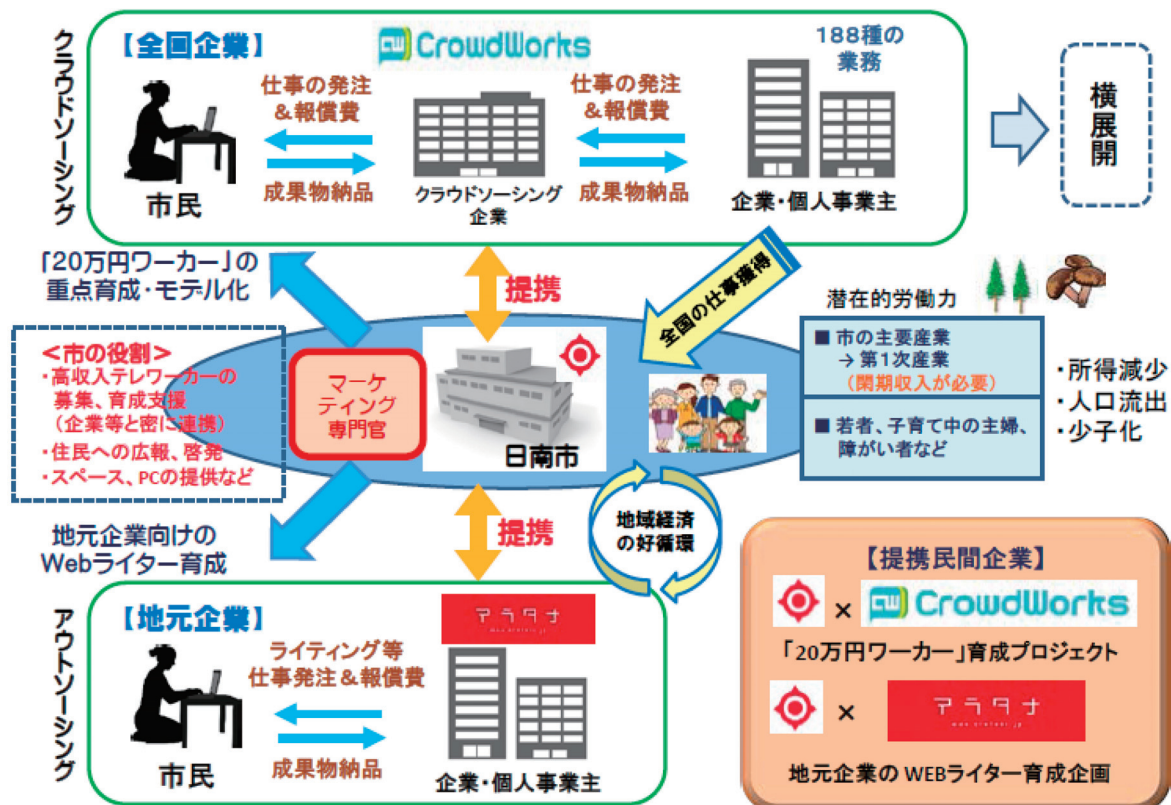 クラウドソーシング
【全国企業】
CrowdWorks
188種の
業務
仕事の発注
&報償費
仕事の発注
&報償費
成果物納品
成果物納品
市民
クラウドソーシング
企業
企業・個人事業主
横展開
「20万円ワーカー」の
重点育成・モデル化
提携
全国の仕事獲得
潜在的労働力
<市の役割>
・高収入テレワーカーの
募集、育成支援
(企業等と密に連携)
・住民への広報、啓発
・スペース、PCの提供など
マーケ
ティング
専門官
日南市
■ 市の主要産業
→ 第1次産業
(閑期収入が必要)
■ 若者、子育て中の主婦、
障がい者など
・所得減少
・人口流出
・少子化
地元企業向けの
Webライター育成
提携
地域経済
の好循環
アウトソーシング
【地元企業】
アラタナ
ライティング等
仕事発注&報償費
成果物納品
市民
企業・個人事業主
【提携民間企業】
×
CrowdWorks
「20万円ワーカー」育成プロジェクト
×
アラタナ
地元企業の WEBライター育成企画